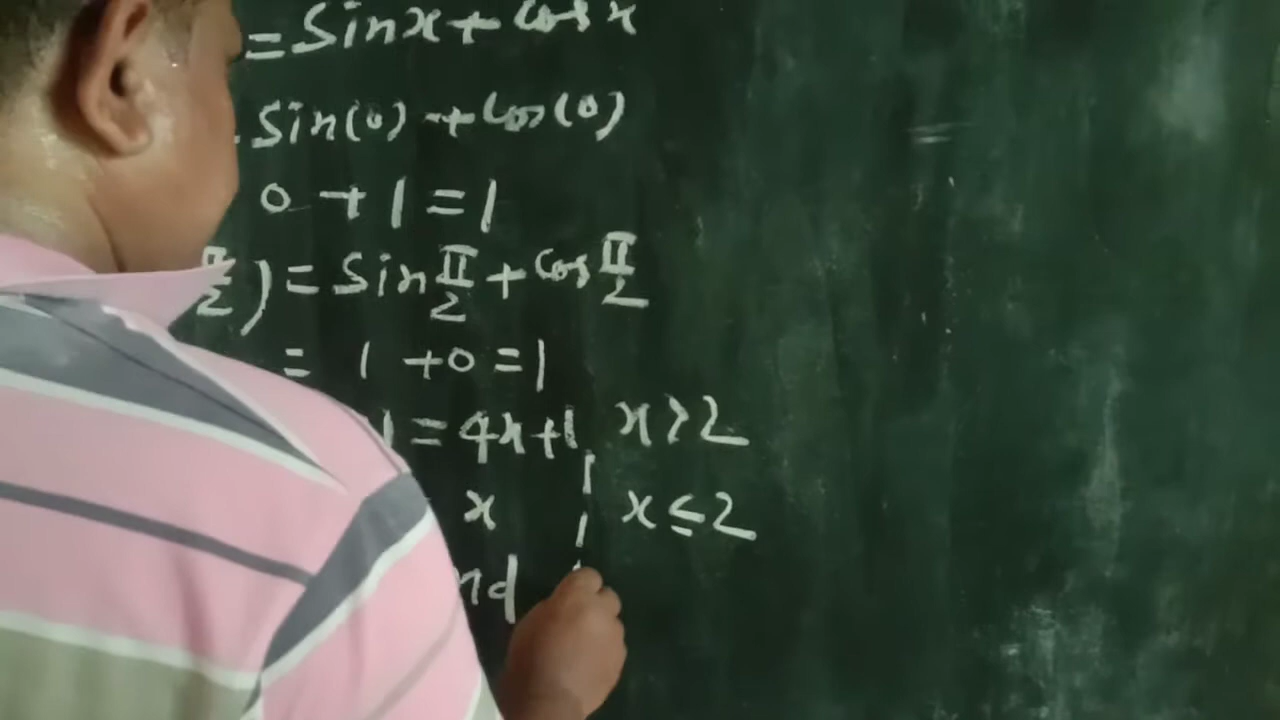 = Sinx + Cosx
Sin(0) + Cos(0)
0 + 1 = 1
π/2) = Sin π/2 + Cos π/2
= 1 + 0 = 1
) = 4x+1, x > 2
x | x ≤ 2
nd